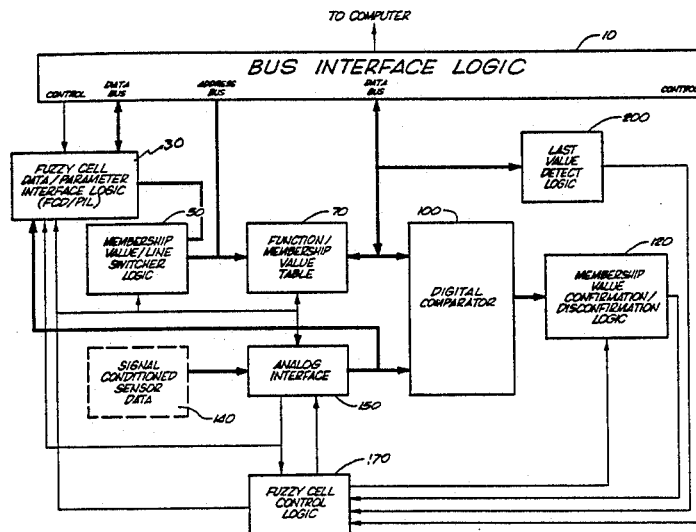 TO COMPUTER
10
BUS INTERFACE LOGIC
CONTROL
DATA
BUS
ADDRESS
BUS
DATA
BUS
CONTROL
30
FUZZY CELL
DATA/PARAMETER
INTERFACE LOGIC
(FCD/PIL)
200
LAST
VALUE
DETECT
LOGIC
50
MEMBERSHIP
VALUE/LINE
SWITCHER
LOGIC
70
FUNCTION/
MEMBERSHIP
VALUE
TABLE
100
DIGITAL
COMPARATOR
120
MEMBERSHIP
VALUE
CONFIRMATION/
DISCONFIRMATION
LOGIC
SIGNAL
CONDITIONED
SENSOR
DATA
140
ANALOG
INTERFACE
150
170
FUZZY CELL
CONTROL
LOGIC